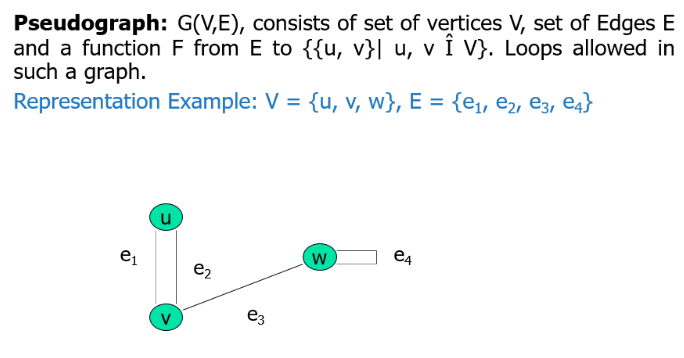 Pseudograph: G(V,E), consists of set of vertices V, set of Edges E
and a function F from E to {{u, v}| u, v Î V}. Loops allowed in
such a graph.
Representation Example: V = {u, v, w}, E = {e₁, e₂, e₃, e₄}
u
e₁
e₂
w
e₄
v
e₃